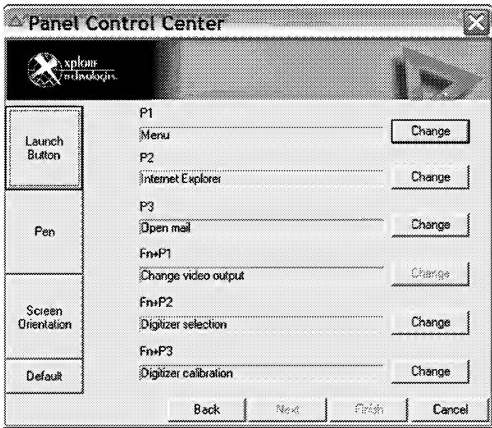 Panel Control Center
Xplore
Technologies.
Launch
Button
Pen
Screen
Orientation
Default
P1
Menu
Change
P2
Internet Explorer
Change
P3
Open mail
Change
Fn+P1
Change video output
Change
Fn+P2
Digitizer selection
Change
Fn+P3
Digitizer calibration
Change
Back
Next
Finish
Cancel